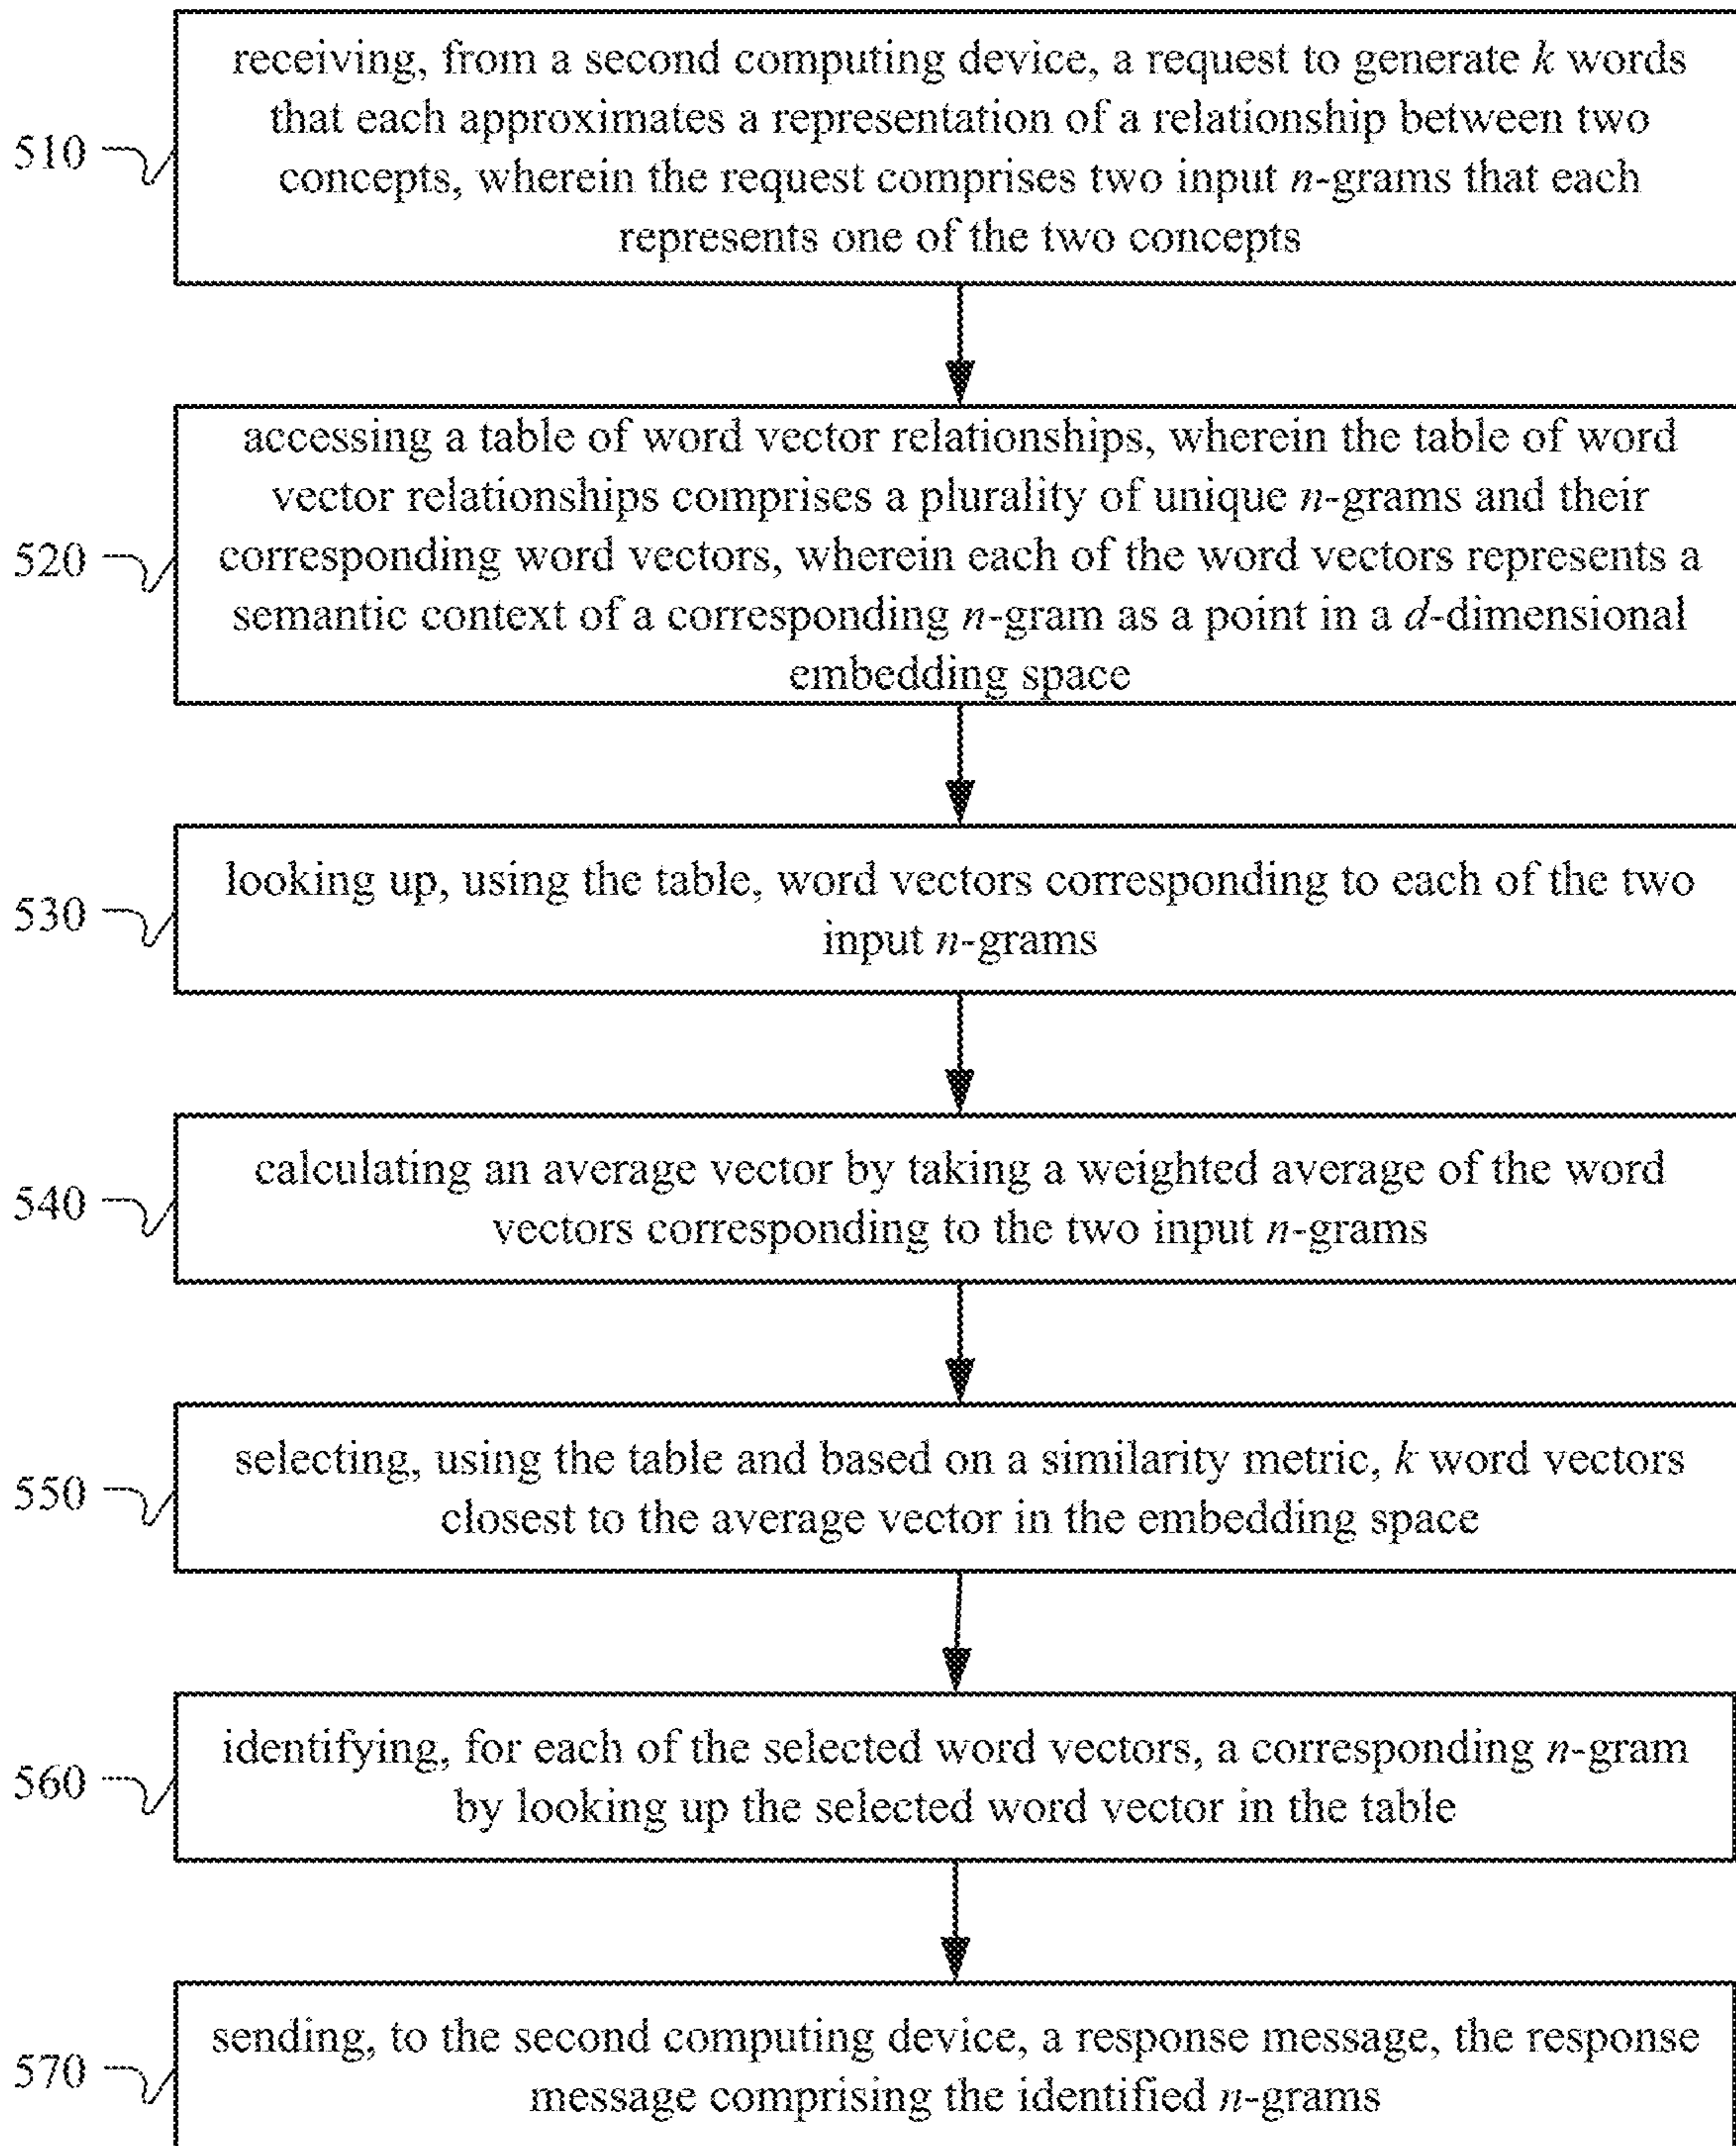 receiving, from a second computing device, a request to generate k words
that each approximates a representation of a relationship between two
510
concepts, wherein the request comprises two input n-grams that each
represents one of the two concepts
accessing a table of word vector relationships, wherein the table of word
vector relationships comprises a plurality of unique n-grams and their
520
corresponding word vectors, wherein each of the word vectors represents a
semantic context of a corresponding n-gram as a point in a d-dimensional
embedding space
looking up, using the table, word vectors corresponding to each of the two
530
input n-grams
calculating an average vector by taking a weighted average of the word
540
vectors corresponding to the two input n-grams
selecting, using the table and based on a similarity metric, k word vectors
550
closest to the average vector in the embedding space
identifying, for each of the selected word vectors, a corresponding n-gram
560
by looking up the selected word vector in the table
sending, to the second computing device, a response message, the response
570
message comprising the identified n-grams